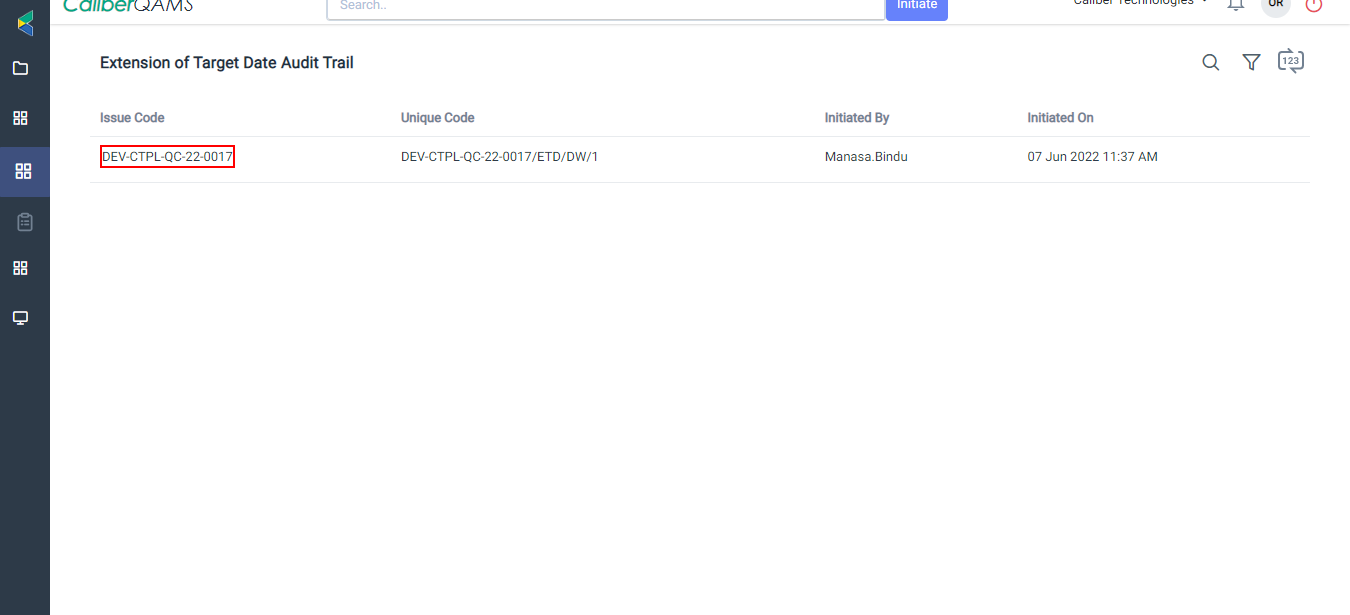 CaliberQAMS
Search..
Initiate
Caliber Technologies
OR
Extension of Target Date Audit Trail
123
Issue Code Unique Code Initiated By Initiated On
DEV-CTPL-QC-22-0017 DEV-CTPL-QC-22-0017/ETD/DW/1 Manasa.Bindu 07 Jun 2022 11:37 AM